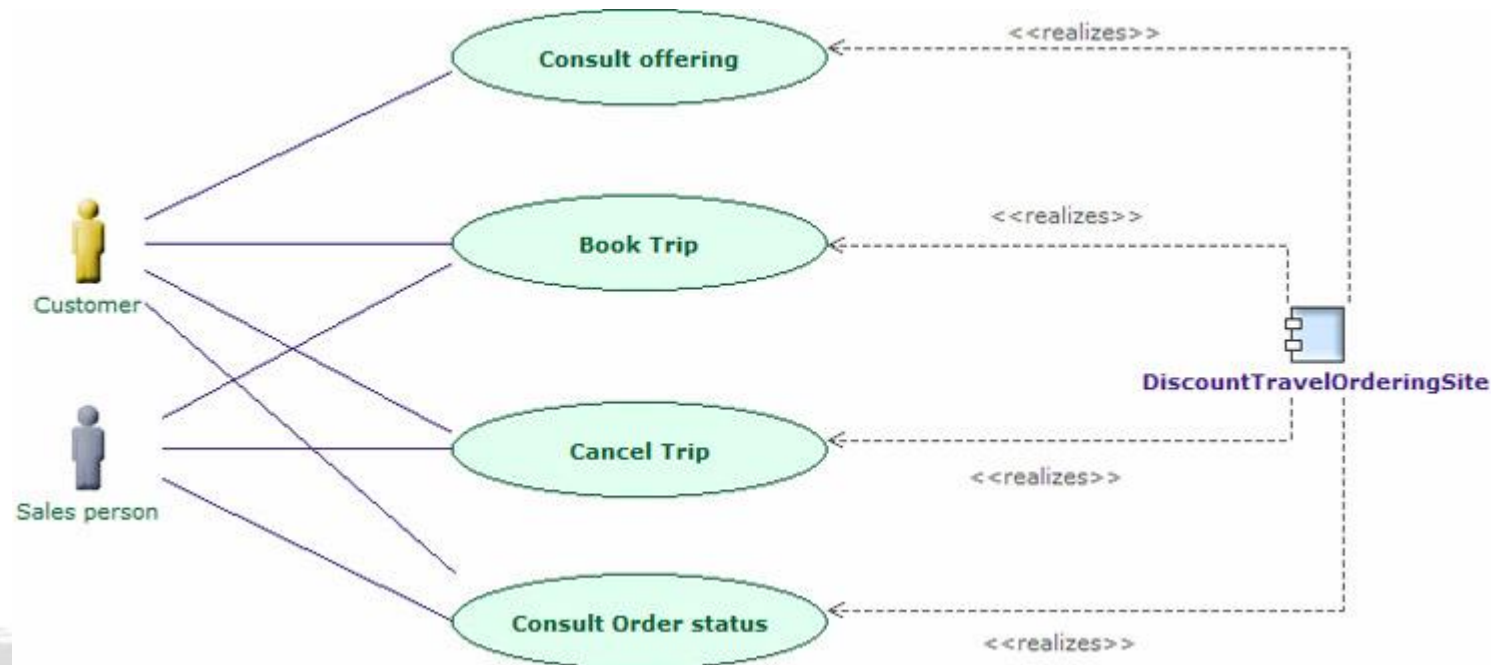 <<realizes>>
Consult offering
<<realizes>>
Book Trip
Customer
DiscountTravelOrderingSite
Cancel Trip
<<realizes>>
Sales person
Consult Order status
<<realizes>>